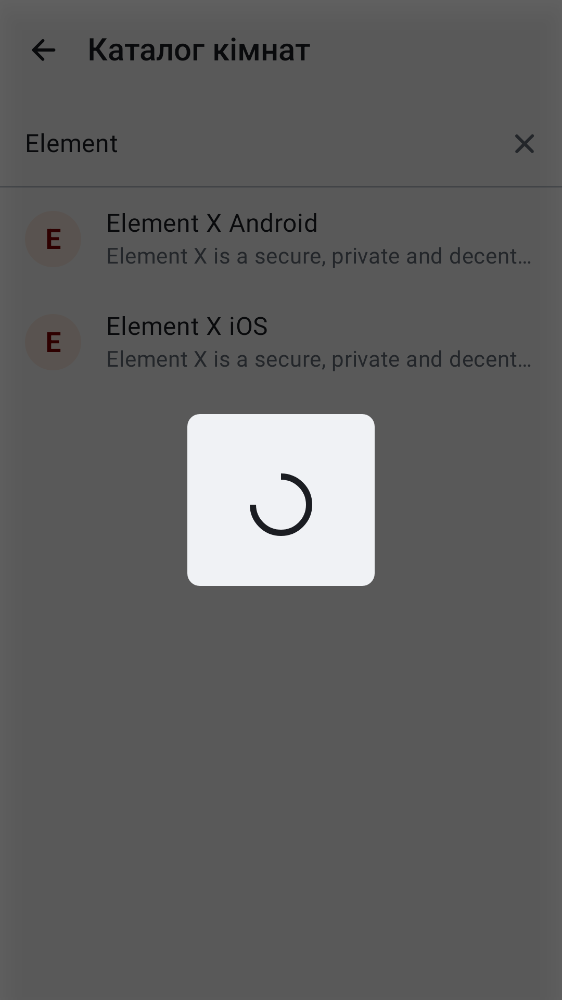 Каталог кімнат
Element
E
Element X Android
Element X is a secure, private and decent…
E
Element X iOS
Element X is a secure, private and decent…